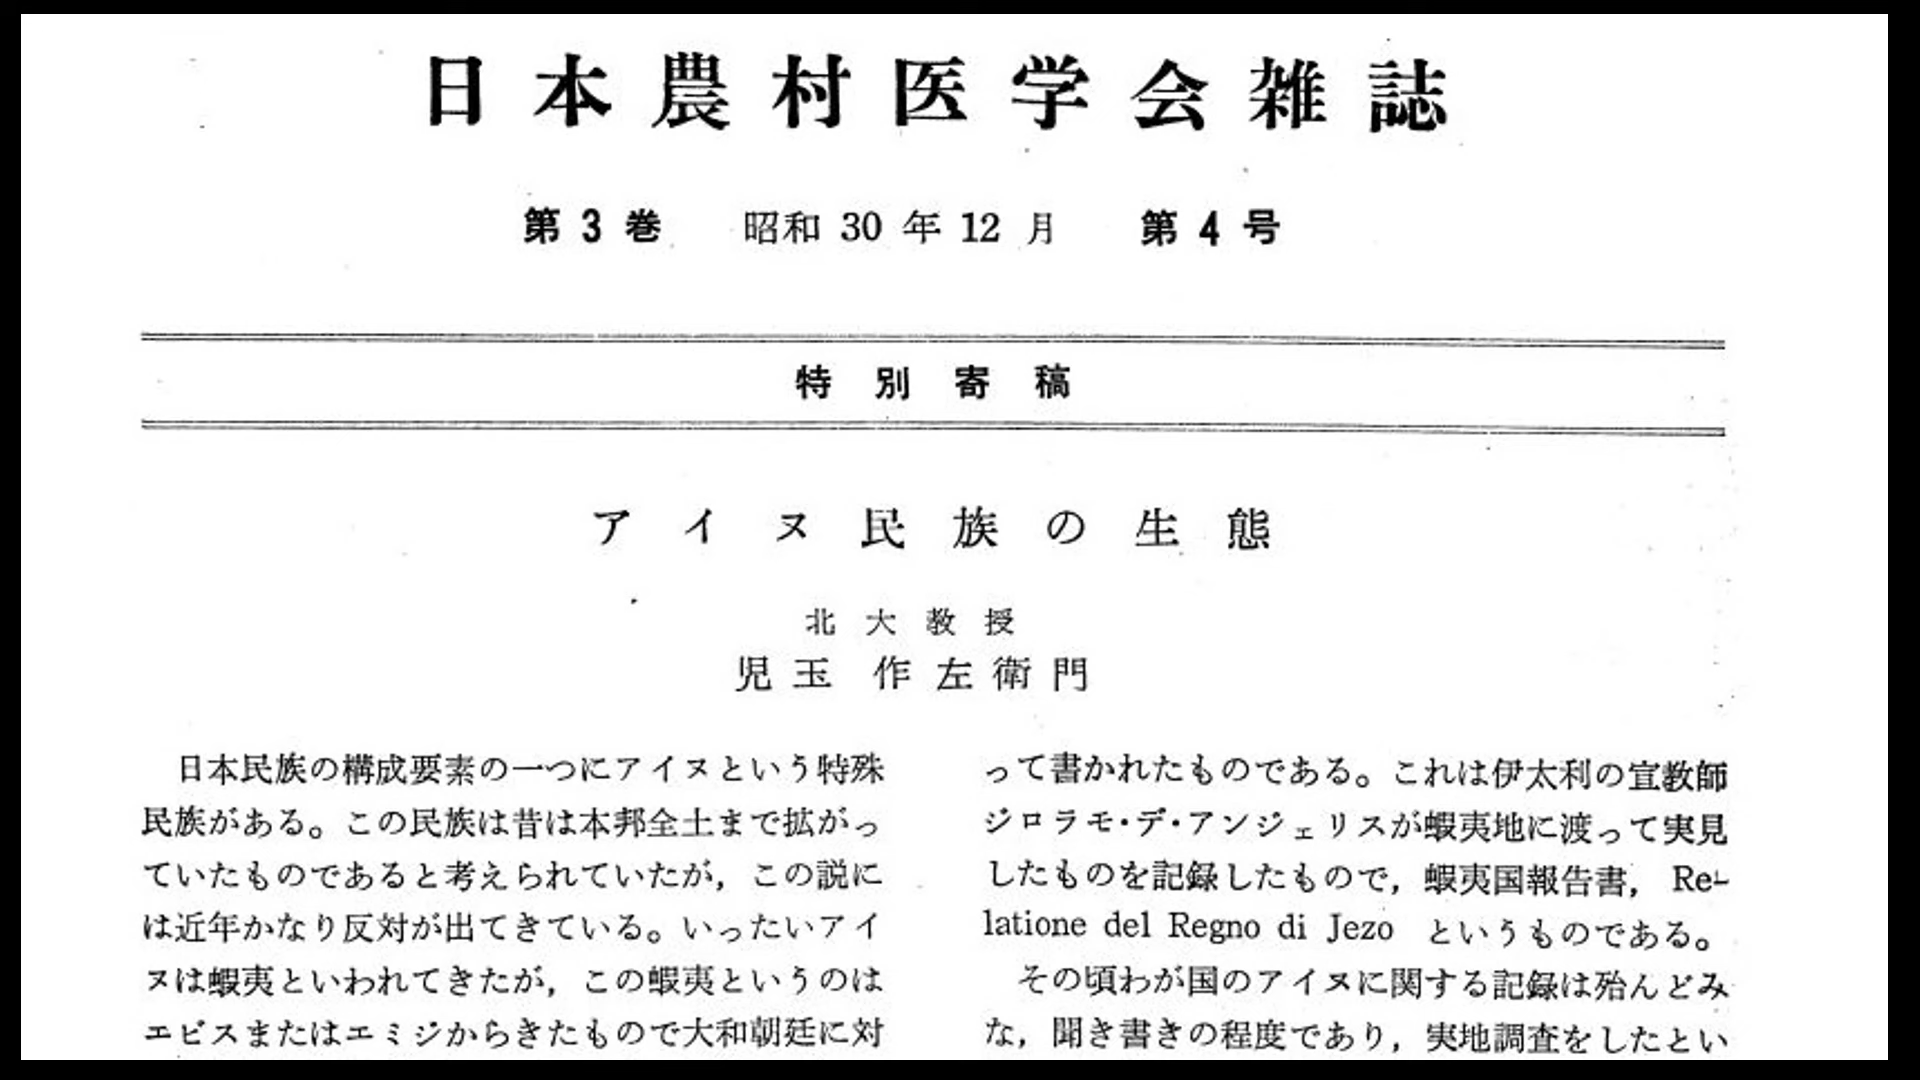 日本農村医学会雑誌
第3巻 昭和30年12月 第4号
特別寄稿
アイヌ民族の生態
北大教授
児玉 作左衛門
日本民族の構成要素の一つにアイヌという特殊
民族がある。この民族は昔は本邦全土まで拡がっ
ていたものであると考えられていたが，この説に
は近年かなり反対が出てきている。いったいアイ
ヌは蝦夷といわれてきたが，この蝦夷というのは
エビスまたはエミジからきたもので大和朝廷に対
って書かれたものである。これは伊太利の宣教師
ジロラモ・デ・アンジェリスが蝦夷地に渡って実見
したものを記録したもので，蝦夷国報告書， Re-
latione del Regno di Jezo というものである。
その頃わが国のアイヌに関する記録は殆んどみ
な，聞き書きの程度であり，実地調査をしたとい